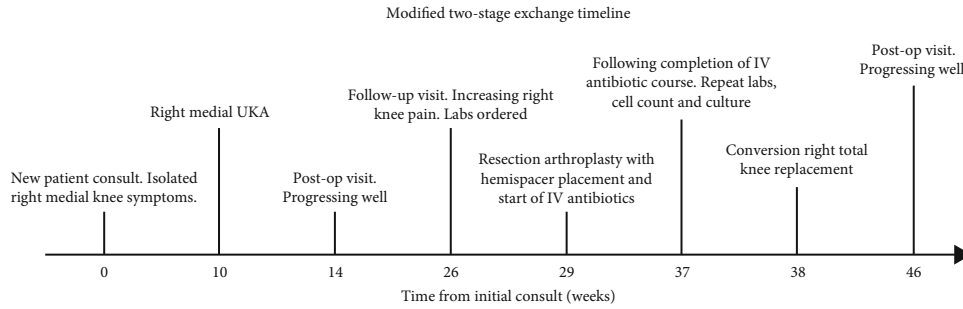 Modified two-stage exchange timeline
New patient consult. Isolated
right medial knee symptoms.
Right medial UKA
Post-op visit.
Progressing well
Follow-up visit. Increasing right
knee pain. Labs ordered
Resection arthroplasty with
hemispacer placement and
start of IV antibiotics
Following completion of IV
antibiotic course. Repeat labs,
cell count and culture
Conversion right total
knee replacement
Post-op visit.
Progressing well
0 10 14 26 29 37 38 46
Time from initial consult (weeks)